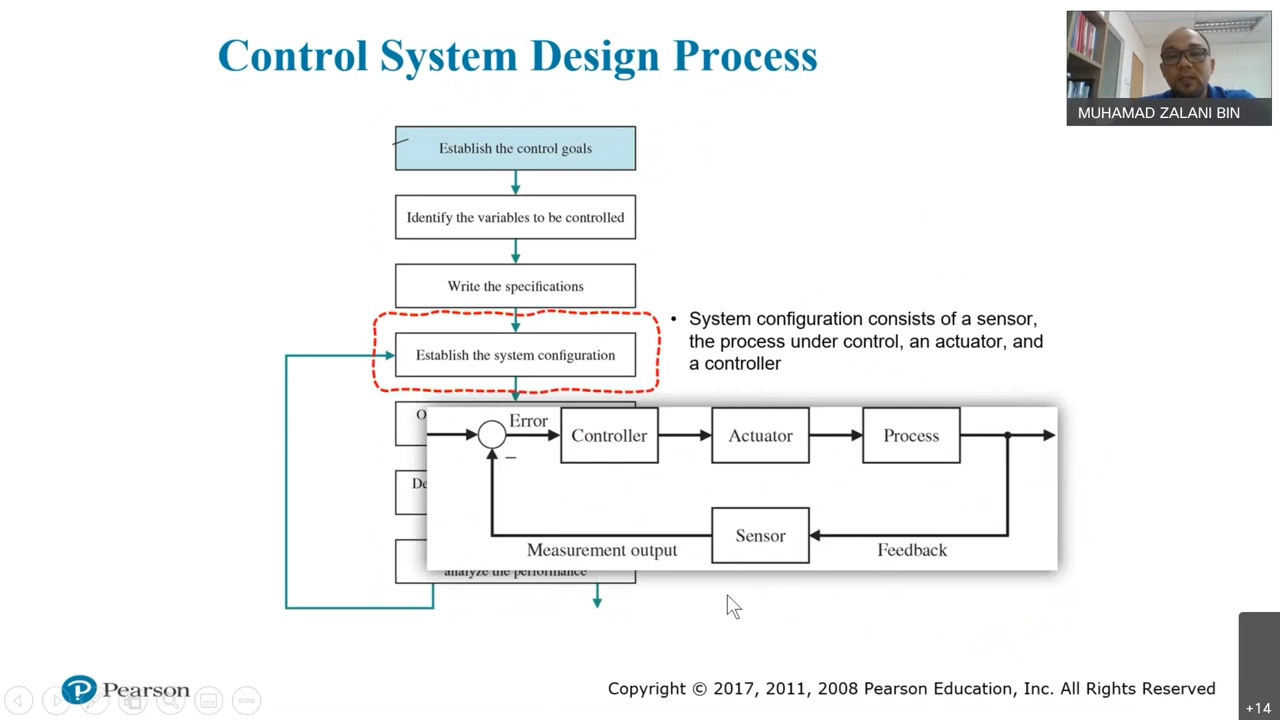 Control System Design Process
MUHAMAD ZALANI BIN
Establish the control goals
Identify the variables to be controlled
Write the specifications
Establish the system configuration
• System configuration consists of a sensor,
the process under control, an actuator, and
a controller
O
De
analyze the performance
Error
Controller
Actuator
Process
–
Sensor
Measurement output
Feedback
Pearson
Copyright © 2017, 2011, 2008 Pearson Education, Inc. All Rights Reserved
+14